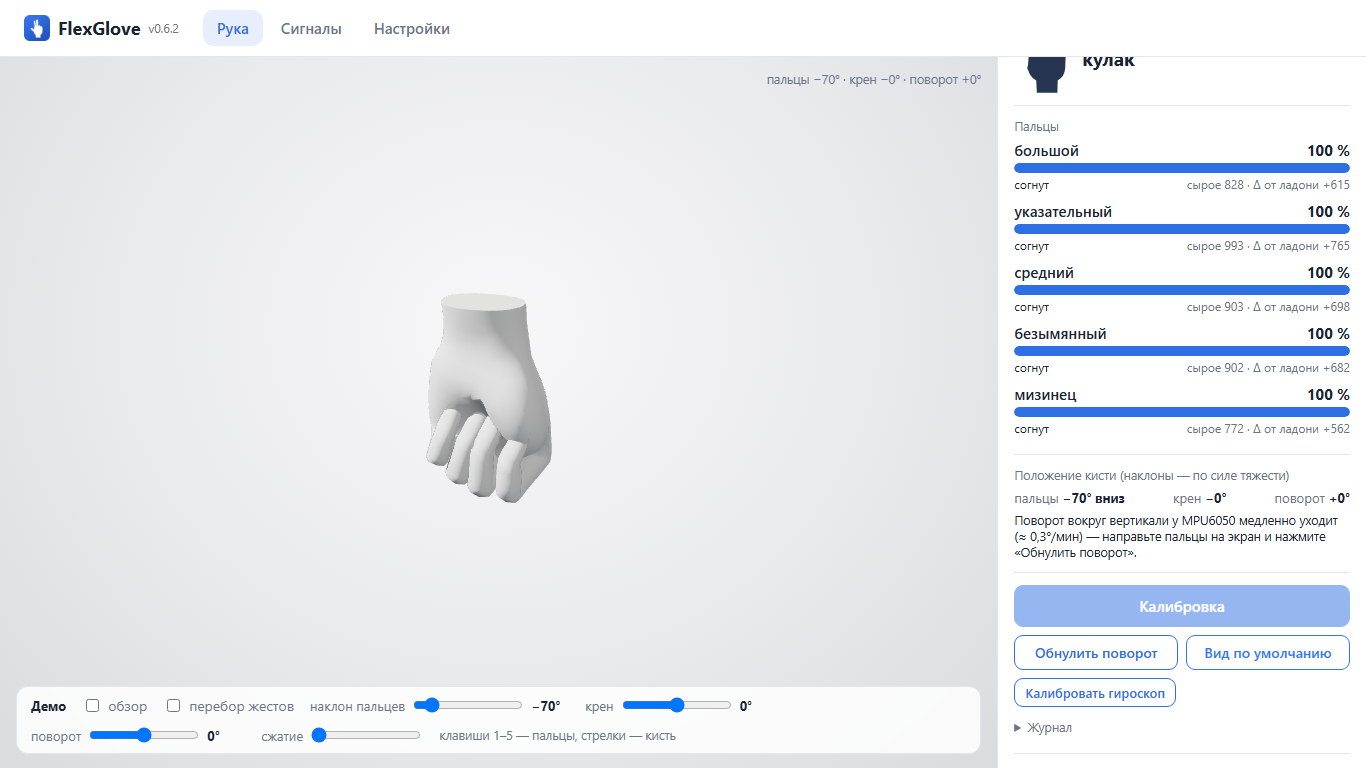 FlexGlove v0.6.2 Рука Сигналы Настройки
пальцы −70° · крен −0° · поворот +0°
кулак
Пальцы
большой 100 %
согнут сырое 828 · Δ от ладони +615
указательный 100 %
согнут сырое 993 · Δ от ладони +765
средний 100 %
согнут сырое 903 · Δ от ладони +698
безымянный 100 %
согнут сырое 902 · Δ от ладони +682
мизинец 100 %
согнут сырое 772 · Δ от ладони +562
Положение кисти (наклоны — по силе тяжести)
пальцы −70° вниз крен −0° поворот +0°
Поворот вокруг вертикали у MPU6050 медленно уходит
(≈ 0,3°/мин) — направьте пальцы на экран и нажмите
«Обнулить поворот».
Калибровка
Обнулить поворот Вид по умолчанию
Калибровать гироскоп
Журнал
Демо обзор перебор жестов наклон пальцев −70° крен 0°
поворот 0° сжатие клавиши 1–5 — пальцы, стрелки — кисть